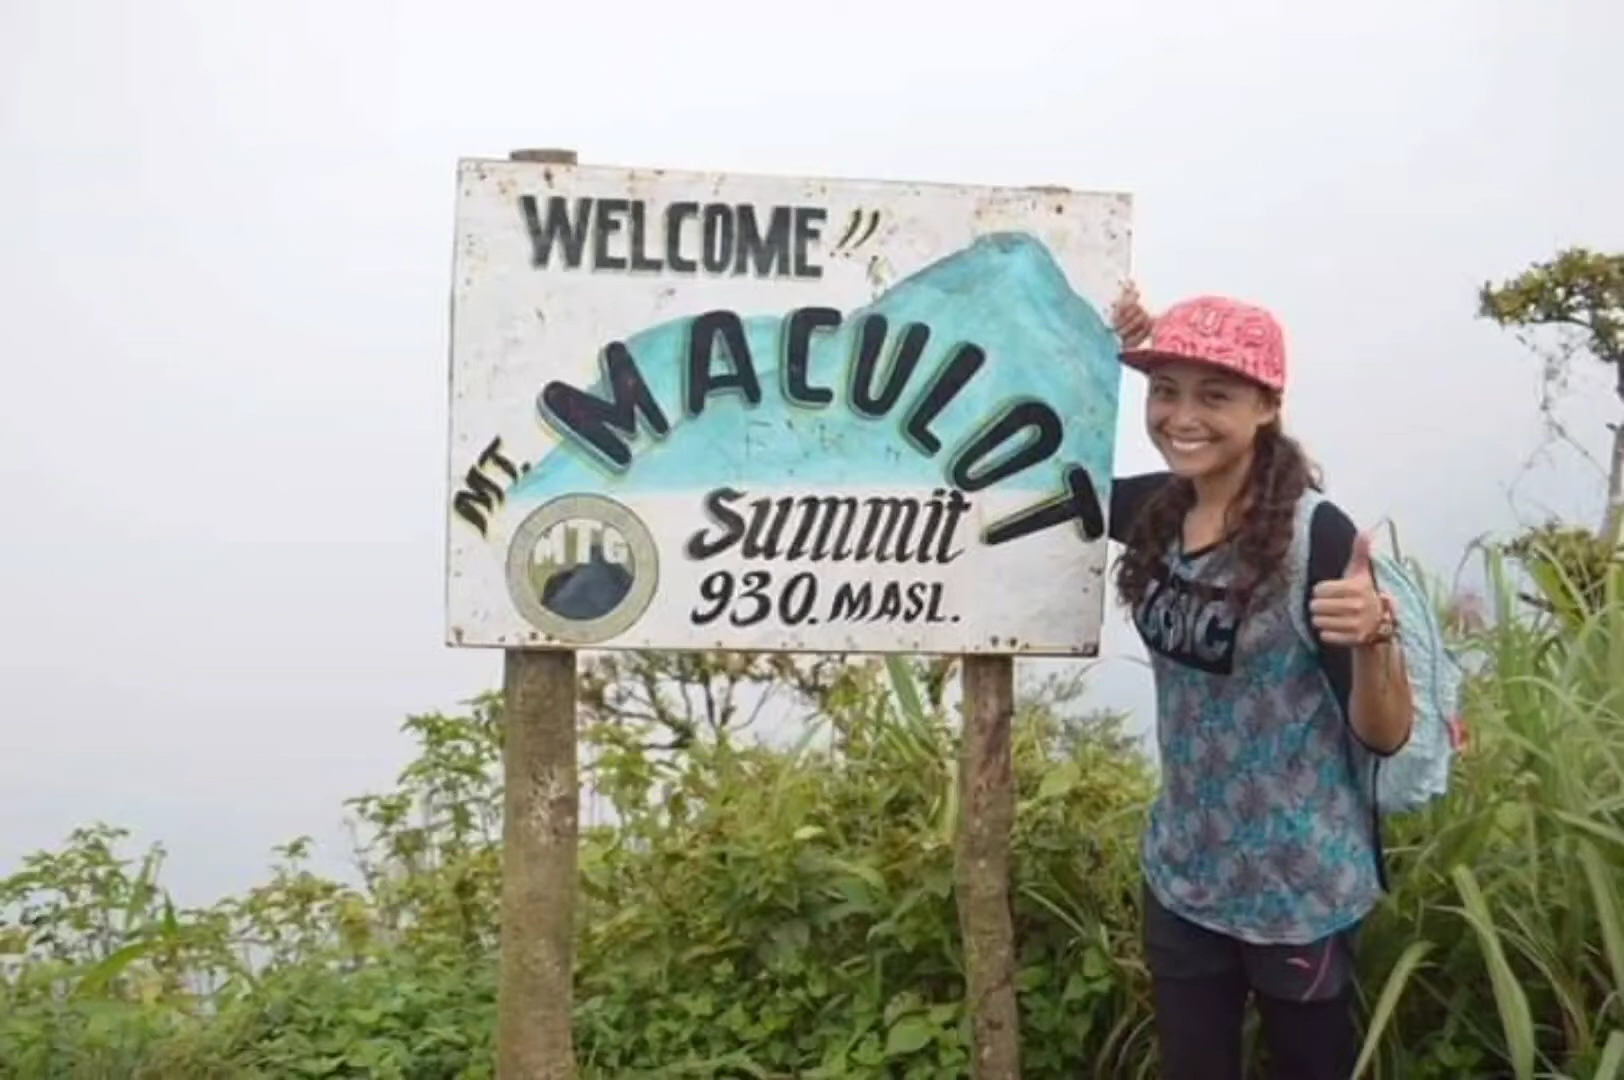 WELCOME!!
MT. MACULOT
Summit
930. MASL.
MTG